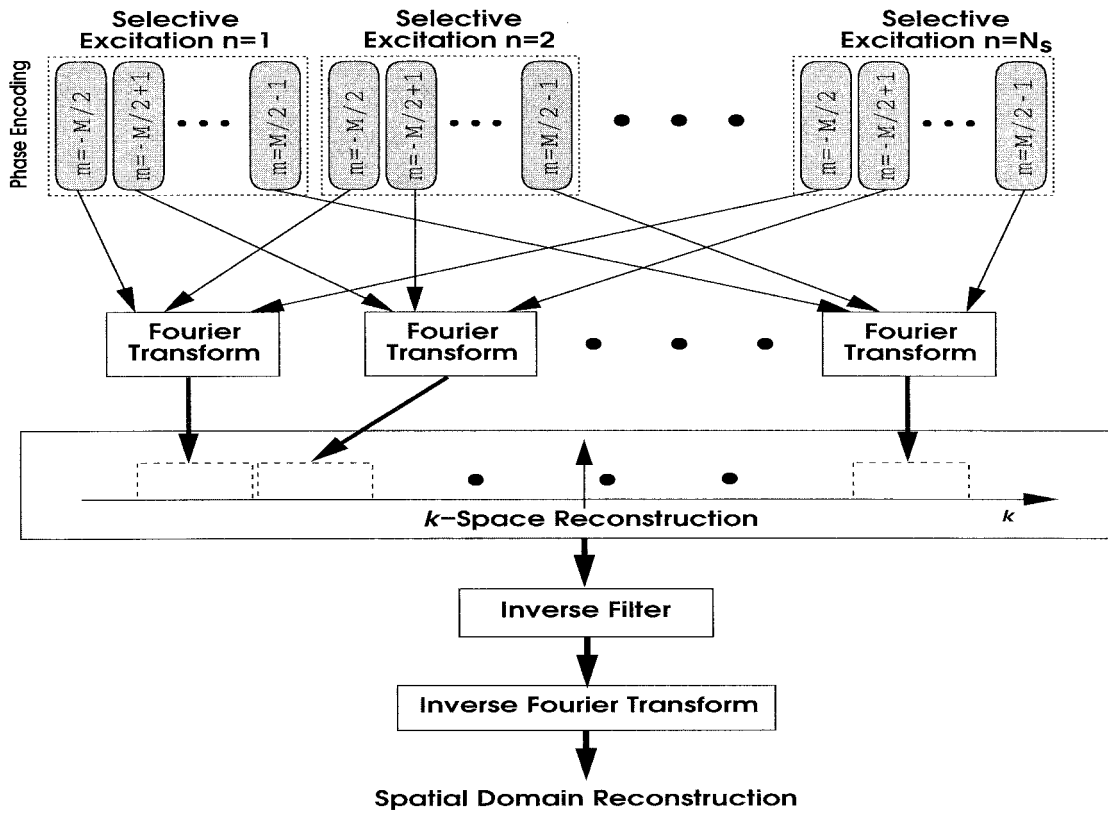 Selective
Excitation n=1
Selective
Excitation n=2
Selective
Excitation n=Ns
Phase Encoding
m=-M/2
m=-M/2+1
m=M/2-1
m=-M/2
m=-M/2+1
m=M/2-1
m=-M/2
m=-M/2+1
m=M/2-1
Fourier
Transform
Fourier
Transform
Fourier
Transform
k-Space Reconstruction
k
Inverse Filter
Inverse Fourier Transform
Spatial Domain Reconstruction